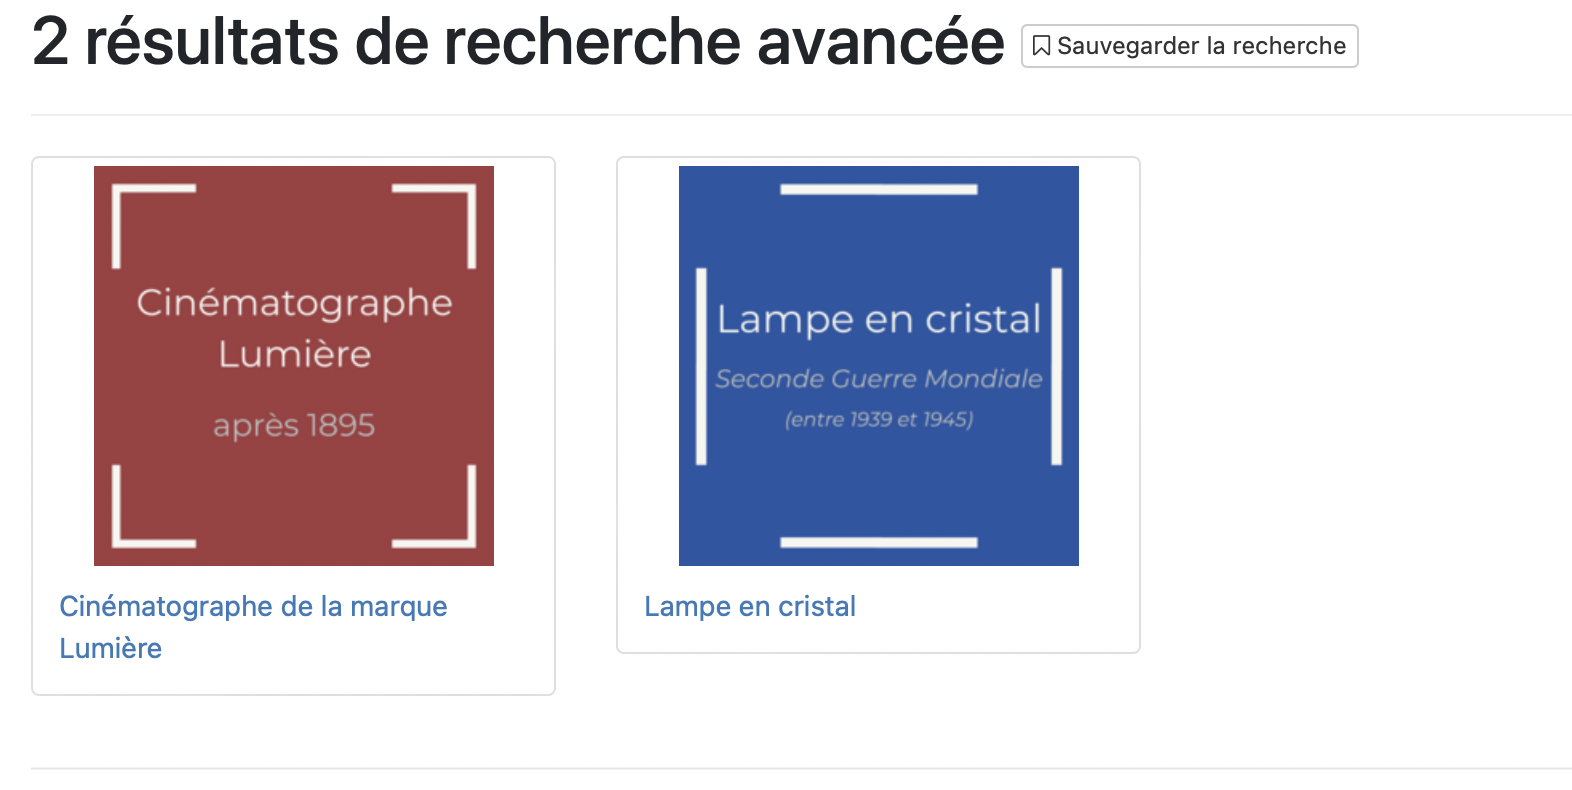 2 résultats de recherche avancée
Sauvegarder la recherche
Cinématographe
Lumière
après 1895
Cinématographe de la marque
Lumière
Lampe en cristal
Seconde Guerre Mondiale
(entre 1939 et 1945)
Lampe en cristal